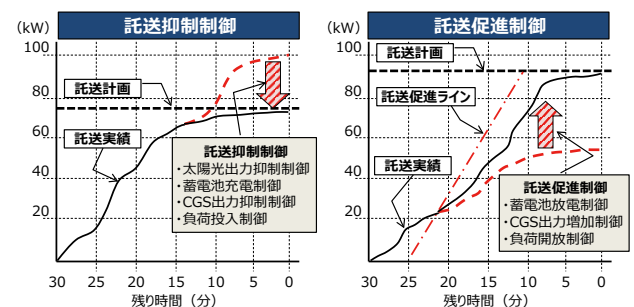 託送抑制制御
(kW)
100
80
60
40
20
30 25 20 15 10 5 0
残り時間（分）
託送計画
託送実績
託送抑制制御
・太陽光出力抑制制御
・蓄電池充電制御
・CGS出力抑制制御
・負荷投入制御
託送促進制御
(kW)
100
80
60
40
20
30 25 20 15 10 5 0
残り時間（分）
託送計画
託送促進ライン
託送実績
託送促進制御
・蓄電池放電制御
・CGS出力増加制御
・負荷開放制御